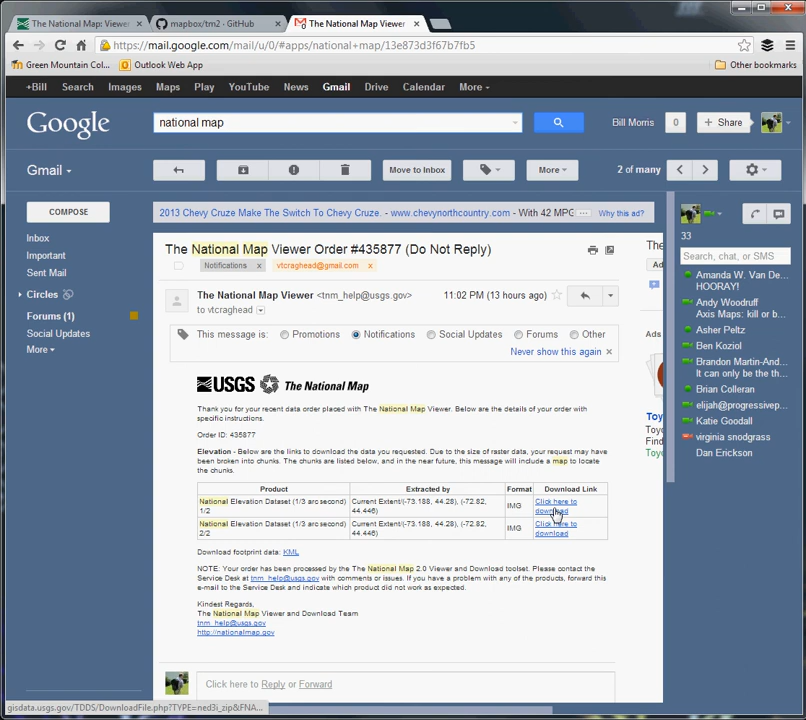 The National Map Viewer
mapbox/tm2 · GitHub
The National Map Viewer
https://mail.google.com/mail/u/0/#apps/national+map/13e873d3f67b7fb5
Green Mountain Col...
Outlook Web App
Other bookmarks
+Bill Search Images Maps Play YouTube News Gmail Drive Calendar More
Google
national map
Bill Morris
0
+ Share
Gmail
Move to Inbox
More
2 of many
COMPOSE
2013 Chevy Cruze Make The Switch To Chevy Cruze. - www.chevynorthcountry.com - With 42 MPG
Why this ad?
Inbox
Important
Sent Mail
Circles
Forums (1)
Social Updates
More
The National Map Viewer Order #435877 (Do Not Reply)
Notifications x
vtcraghead@gmail.com x
The National Map Viewer <tnm_help@usgs.gov>
11:02 PM (13 hours ago)
to vtcraghead
This message is: Promotions Notifications Social Updates Forums Other
Never show this again ×
USGS The National Map
Thank you for your recent data order placed with The National Map Viewer. Below are the details of your order with
specific instructions.
Order ID: 435877
Elevation - Below are the links to download the data you requested. Due to the size of raster data, your request may have
been broken into chunks. The chunks are listed below, and in the near future, this message will include a map to locate
the chunks.
Product Extracted by Format Download Link
National Elevation Dataset (1/3 arc second)
1/2
Current Extent/(-73.188, 44.28), (-72.82,
44.446)
IMG
Click here to
download
National Elevation Dataset (1/3 arc second)
2/2
Current Extent/(-73.188, 44.28), (-72.82,
44.446)
IMG
Click here to
download
Download footprint data: KML
NOTE: Your order has been processed by the The National Map 2.0 Viewer and Download toolset. Please contact the
Service Desk at tnm_help@usgs.gov with comments or issues. If you have a problem with any of the products, forward this
e-mail to the Service Desk and indicate which product did not work as expected.
Kindest Regards,
The National Map Viewer and Download Team
tnm_help@usgs.gov
http://nationalmap.gov
Click here to Reply or Forward
The
Ad
Ads
Toy
Toyo
Find
Toyo
33
Search, chat, or SMS
Amanda W. Van De...
HOORAY!
Andy Woodruff
Axis Maps: kill or b...
Asher Peltz
Ben Koziol
Brandon Martin-And...
It can only be the th...
Brian Colleran
elijah@progressivep...
Katie Goodall
virginia snodgrass
Dan Erickson
gisdata.usgs.gov/TDDS/DownloadFile.php?TYPE=ned3i_zip&FNA...